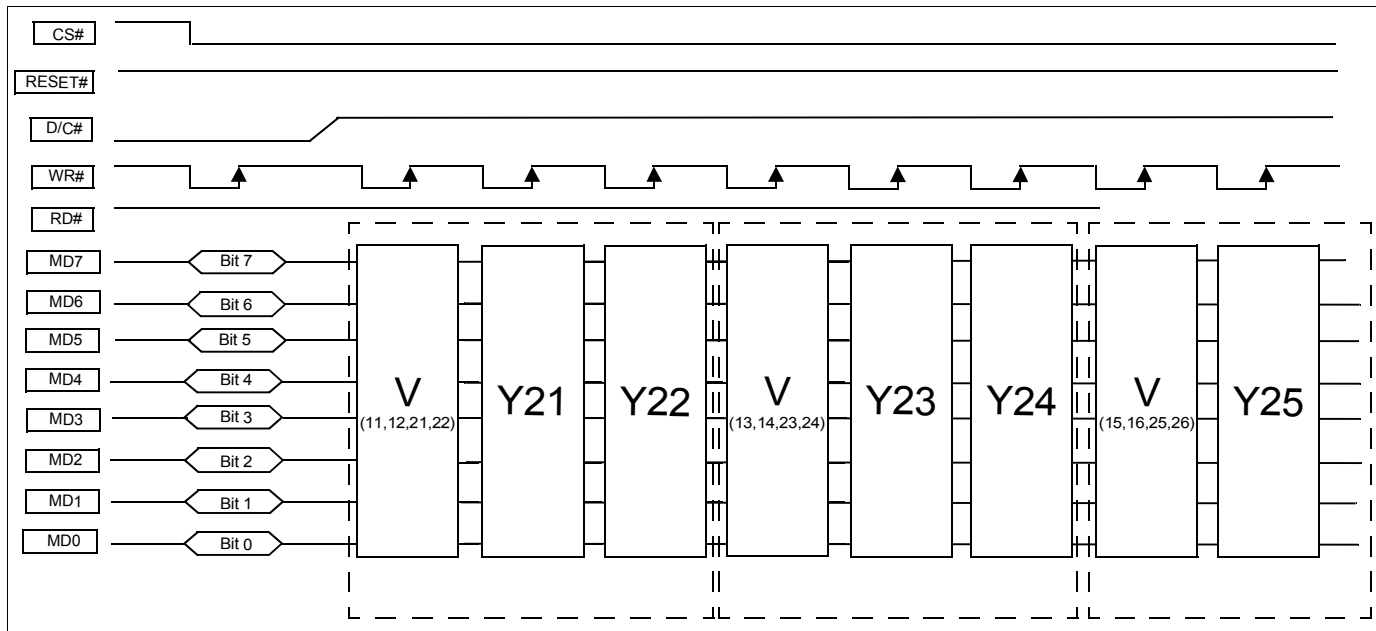 CS#
RESET#
D/C#
WR#
RD#
MD7 Bit 7
MD6 Bit 6
MD5 Bit 5
MD4 Bit 4
MD3 Bit 3
MD2 Bit 2
MD1 Bit 1
MD0 Bit 0
V Y21 Y22 V Y23 Y24 V Y25
(11,12,21,22) (13,14,23,24) (15,16,25,26)